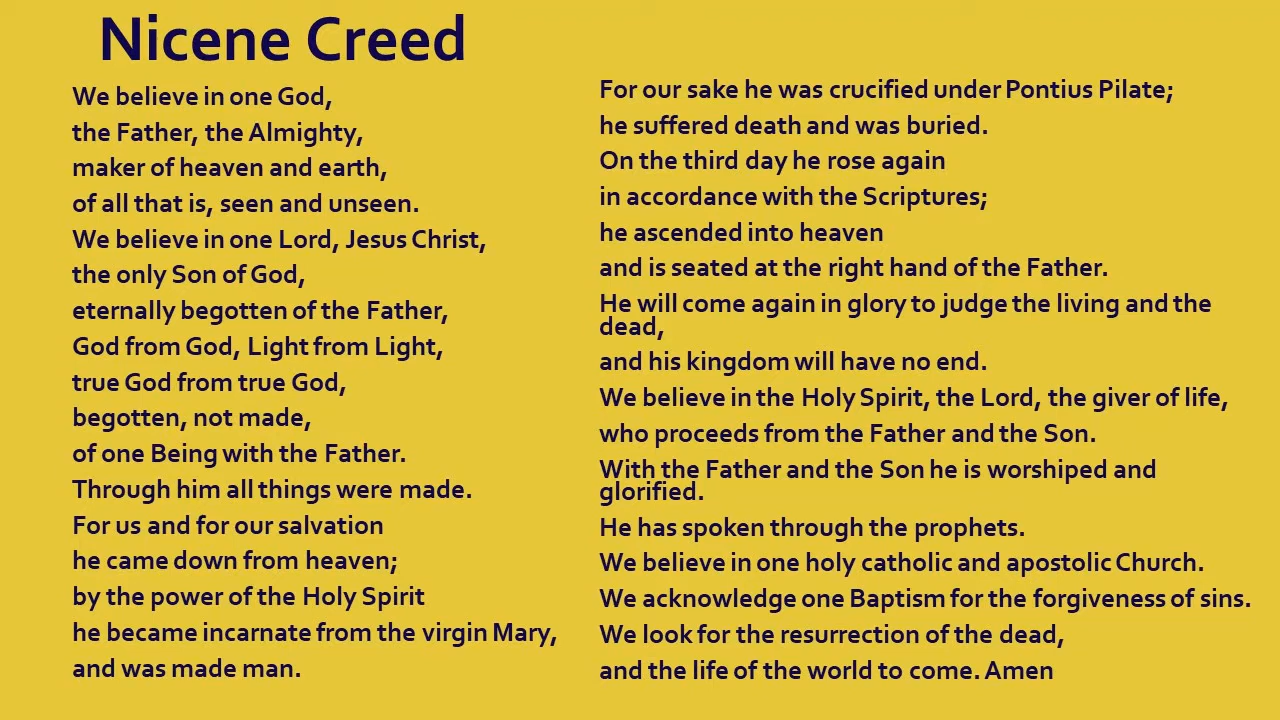 Nicene Creed
We believe in one God,
the Father, the Almighty,
maker of heaven and earth,
of all that is, seen and unseen.
We believe in one Lord, Jesus Christ,
the only Son of God,
eternally begotten of the Father,
God from God, Light from Light,
true God from true God,
begotten, not made,
of one Being with the Father.
Through him all things were made.
For us and for our salvation
he came down from heaven;
by the power of the Holy Spirit
he became incarnate from the virgin Mary,
and was made man.
For our sake he was crucified under Pontius Pilate;
he suffered death and was buried.
On the third day he rose again
in accordance with the Scriptures;
he ascended into heaven
and is seated at the right hand of the Father.
He will come again in glory to judge the living and the
dead,
and his kingdom will have no end.
We believe in the Holy Spirit, the Lord, the giver of life,
who proceeds from the Father and the Son.
With the Father and the Son he is worshiped and
glorified.
He has spoken through the prophets.
We believe in one holy catholic and apostolic Church.
We acknowledge one Baptism for the forgiveness of sins.
We look for the resurrection of the dead,
and the life of the world to come. Amen